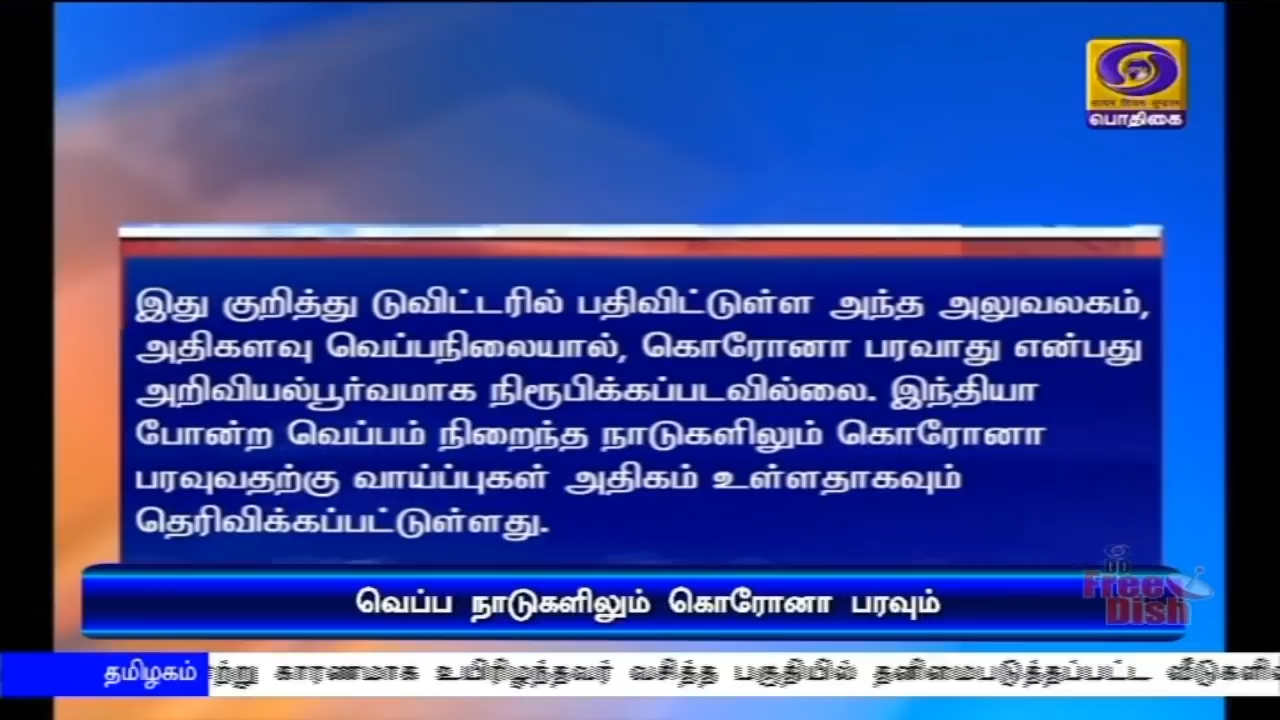 பொதிகை
இது குறித்து டுவிட்டரில் பதிவிட்டுள்ள அந்த அலுவலகம்,
அதிகளவு வெப்பநிலையால், கொரோனா பரவாது என்பது
அறிவியல்பூர்வமாக நிரூபிக்கப்படவில்லை. இந்தியா
போன்ற வெப்பம் நிறைந்த நாடுகளிலும் கொரோனா
பரவுவதற்கு வாய்ப்புகள் அதிகம் உள்ளதாகவும்
தெரிவிக்கப்பட்டுள்ளது.
DD
Free
Dish
வெப்ப நாடுகளிலும் கொரோனா பரவும்
தமிழகம் காரணமாக உயிரிழந்தவர் வசித்த பகுதியில் தனிமைபடுத்தப்பட்ட